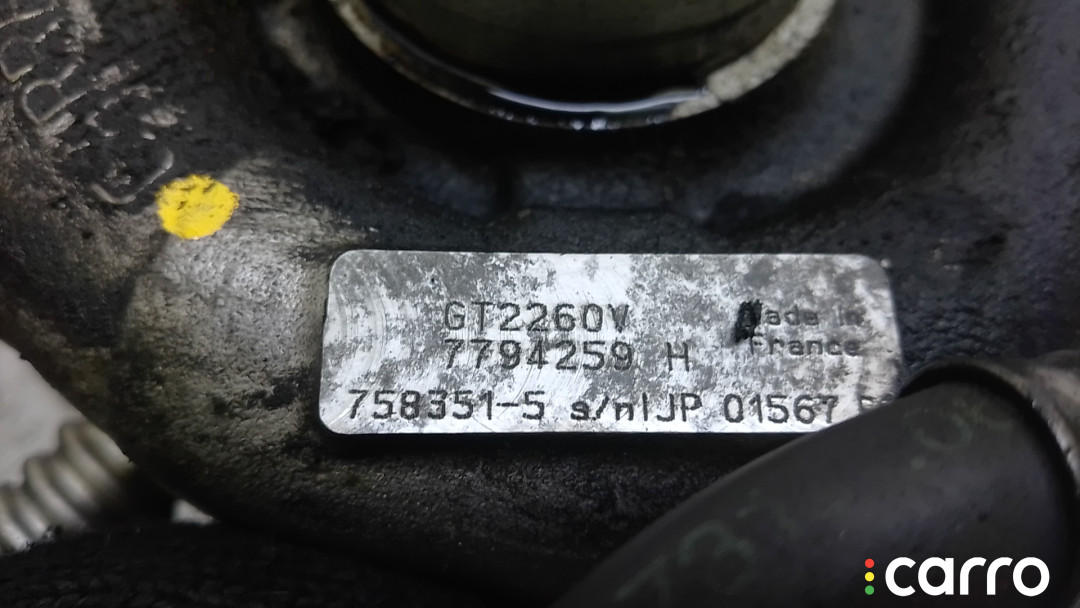 GT2260V
7794259 H
Made in
France
758351-5 s/n|JP 01567
carro